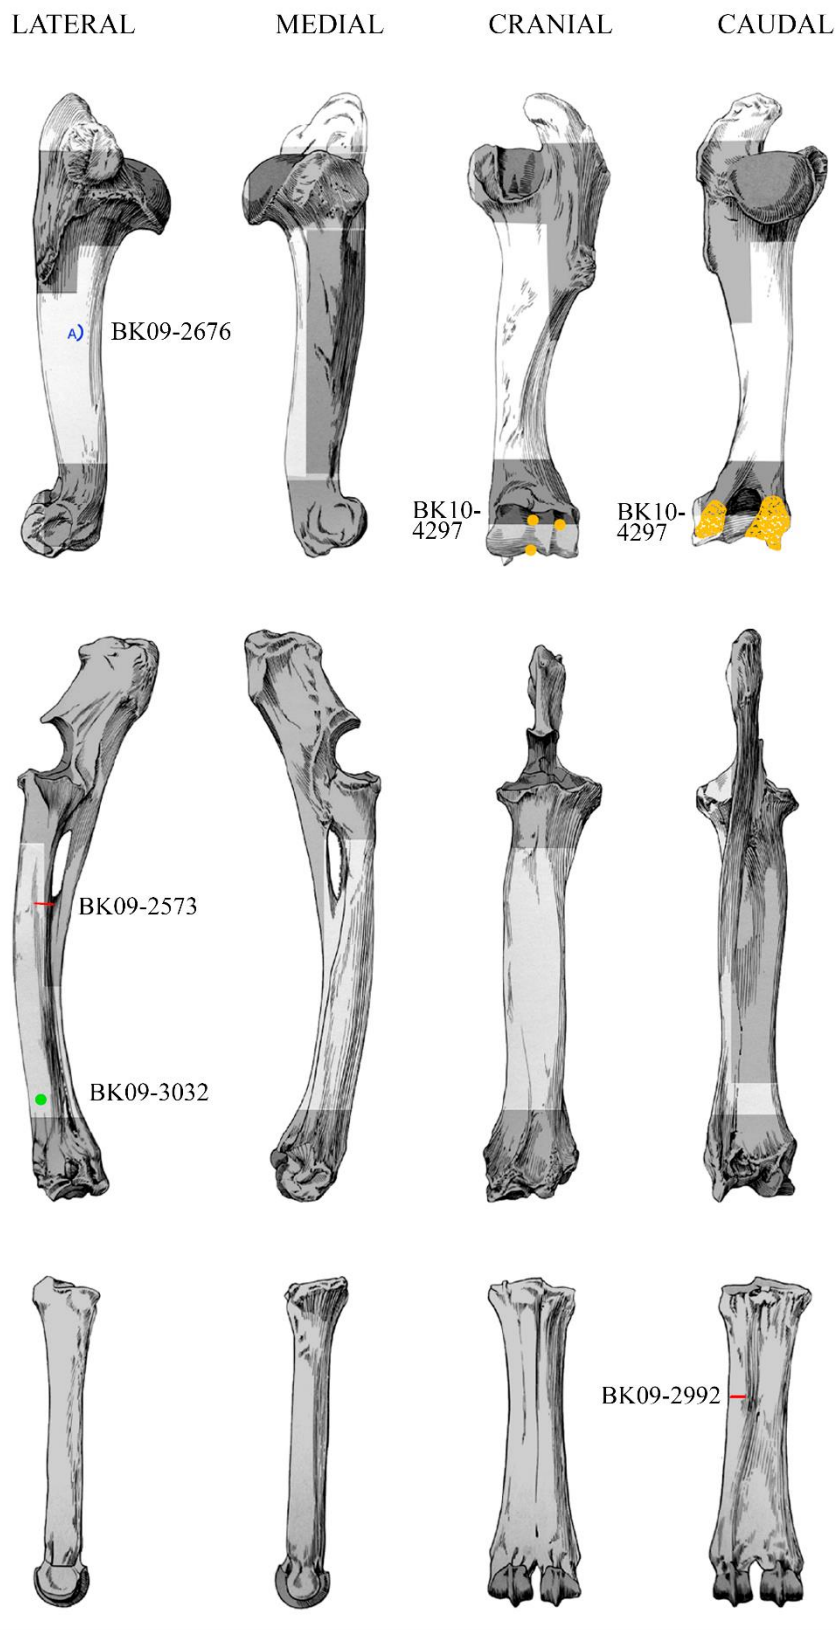 LATERAL MEDIAL CRANIAL CAUDAL
A) BK09-2676
BK10-
4297
BK10-
4297
BK09-2573
BK09-3032
BK09-2992